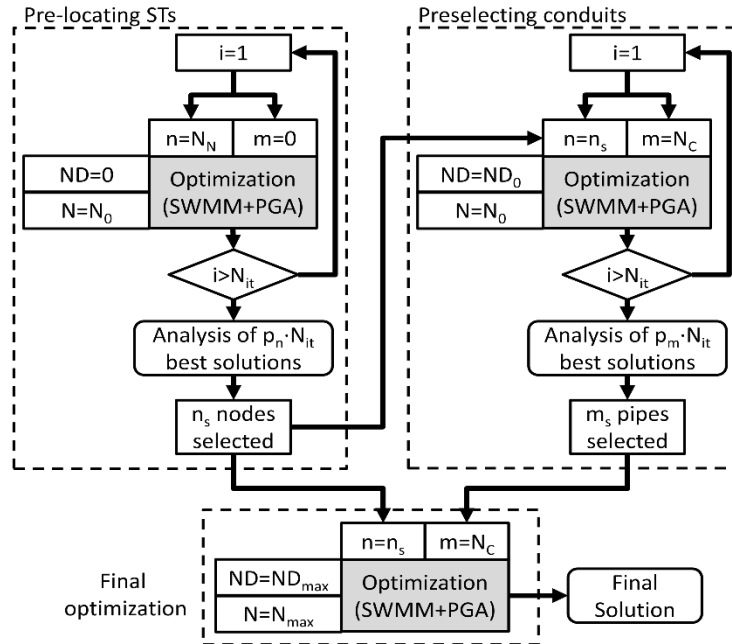 Pre-locating STs
i=1
n=N_N
m=0
ND=0
N=N_0
Optimization
(SWMM+PGA)
i>N_it
Analysis of p_n·N_it
best solutions
n_s nodes
selected
Preselecting conduits
i=1
n=n_s
m=N_C
ND=ND_0
N=N_0
Optimization
(SWMM+PGA)
i>N_it
Analysis of p_m·N_it
best solutions
m_s pipes
selected
Final
optimization
n=n_s
m=N_C
ND=ND_max
N=N_max
Optimization
(SWMM+PGA)
Final
Solution